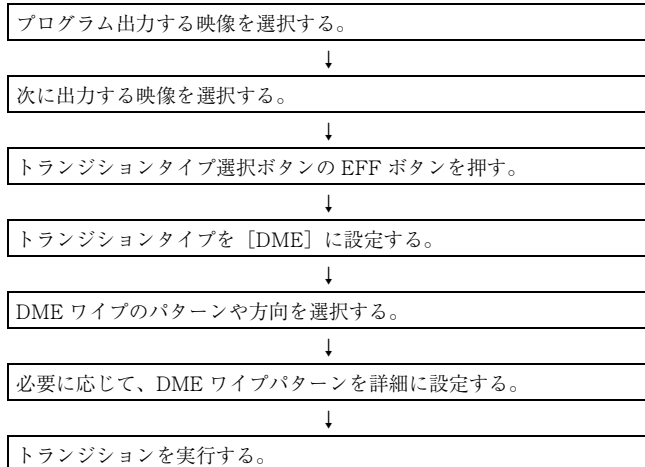 プログラム出力する映像を選択する。
↓
次に出力する映像を選択する。
↓
トランジションタイプ選択ボタンの EFF ボタンを押す。
↓
トランジションタイプを［DME］に設定する。
↓
DME ワイプのパターンや方向を選択する。
↓
必要に応じて、DME ワイプパターンを詳細に設定する。
↓
トランジションを実行する。